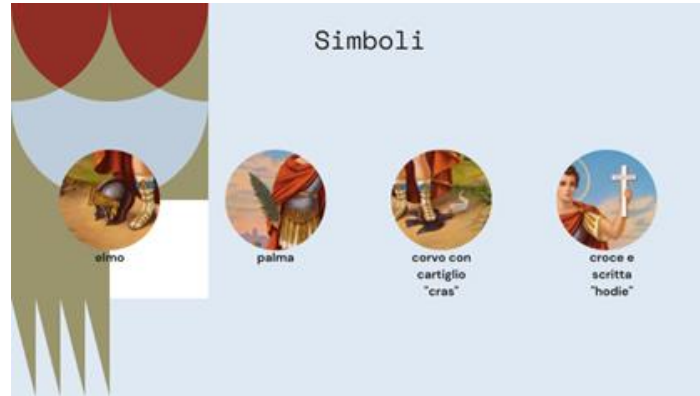 Simboli
elmo
palma
corvo con
cartiglio
"cras"
croce e
scritta
"hodie"